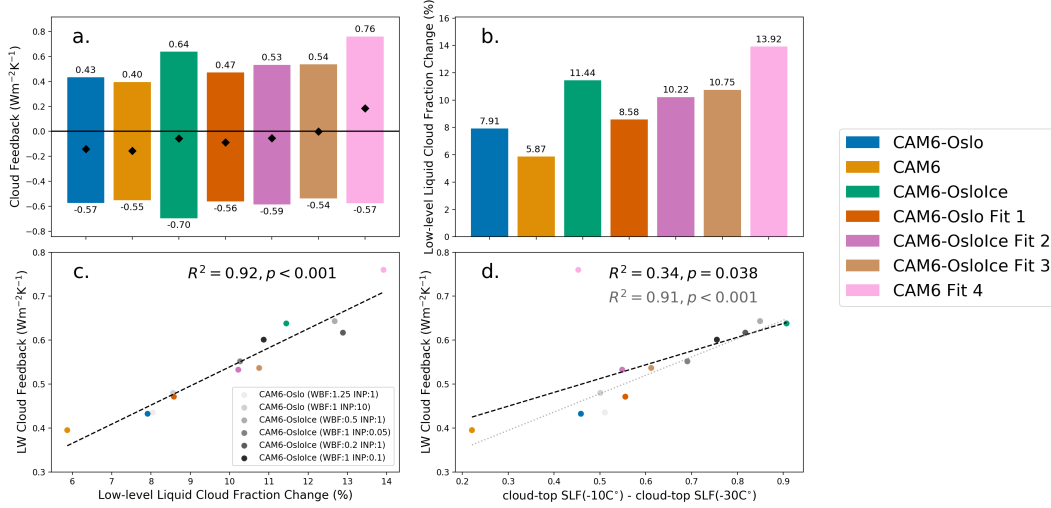 a.
Cloud Feedback (Wm⁻²K⁻¹)
0.8
0.6
0.4
0.2
0.0
−0.2
−0.4
−0.6
−0.8
0.43
0.40
0.64
0.47
0.53
0.54
0.76
-0.57
-0.55
-0.70
-0.56
-0.59
-0.54
-0.57
b.
Low-level Liquid Cloud Fraction Change (%)
16
14
12
10
8
6
4
2
0
7.91
5.87
11.44
8.58
10.22
10.75
13.92
CAM6-Oslo
CAM6
CAM6-OsloIce
CAM6-Oslo Fit 1
CAM6-OsloIce Fit 2
CAM6-OsloIce Fit 3
CAM6 Fit 4
c.
R² = 0.92, p < 0.001
LW Cloud Feedback (Wm⁻²K⁻¹)
0.8
0.7
0.6
0.5
0.4
0.3
CAM6-Oslo (WBF:1.25 INP:1)
CAM6-Oslo (WBF:1 INP:10)
CAM6-OsloIce (WBF:0.5 INP:1)
CAM6-OsloIce (WBF:1 INP:0.05)
CAM6-OsloIce (WBF:0.2 INP:1)
CAM6-OsloIce (WBF:1 INP:0.1)
6 7 8 9 10 11 12 13 14
Low-level Liquid Cloud Fraction Change (%)
d.
R² = 0.34, p = 0.038
R² = 0.91, p < 0.001
LW Cloud Feedback (Wm⁻²K⁻¹)
0.8
0.7
0.6
0.5
0.4
0.3
0.2 0.3 0.4 0.5 0.6 0.7 0.8 0.9
cloud-top SLF(-10C°) - cloud-top SLF(-30C°)